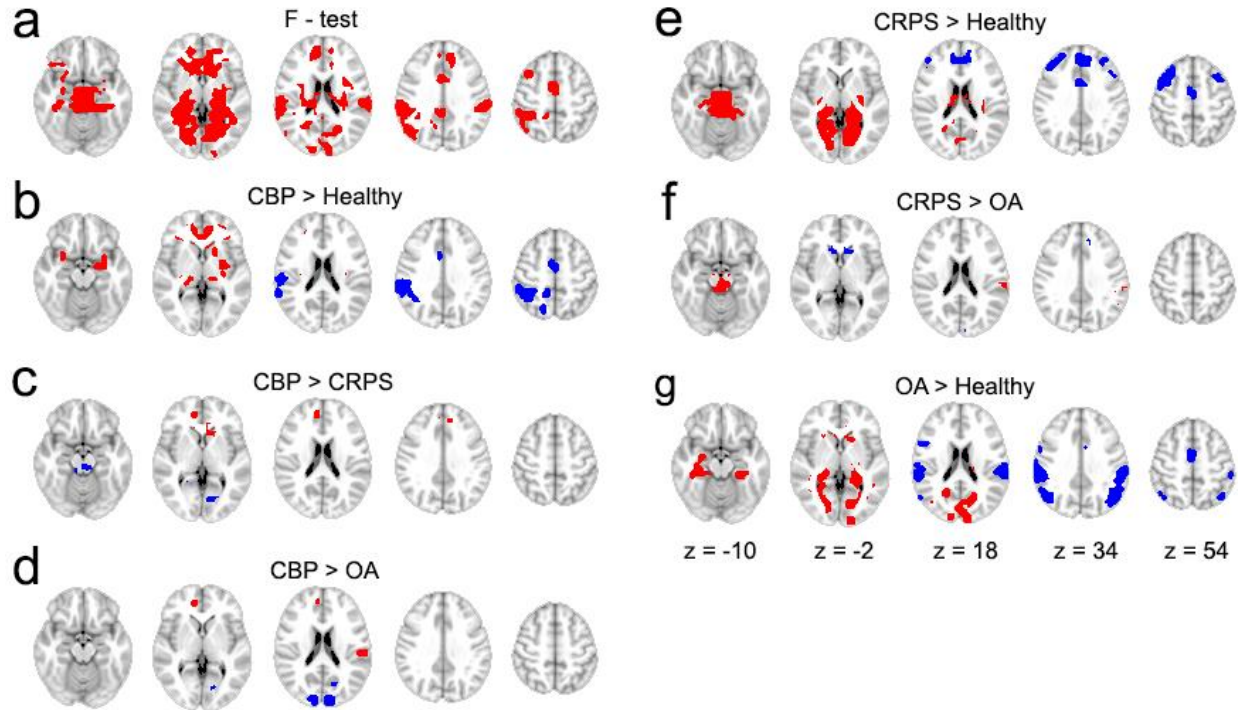 a
F - test
b
CBP > Healthy
c
CBP > CRPS
d
CBP > OA
e
CRPS > Healthy
f
CRPS > OA
g
OA > Healthy
z = -10
z = -2
z = 18
z = 34
z = 54